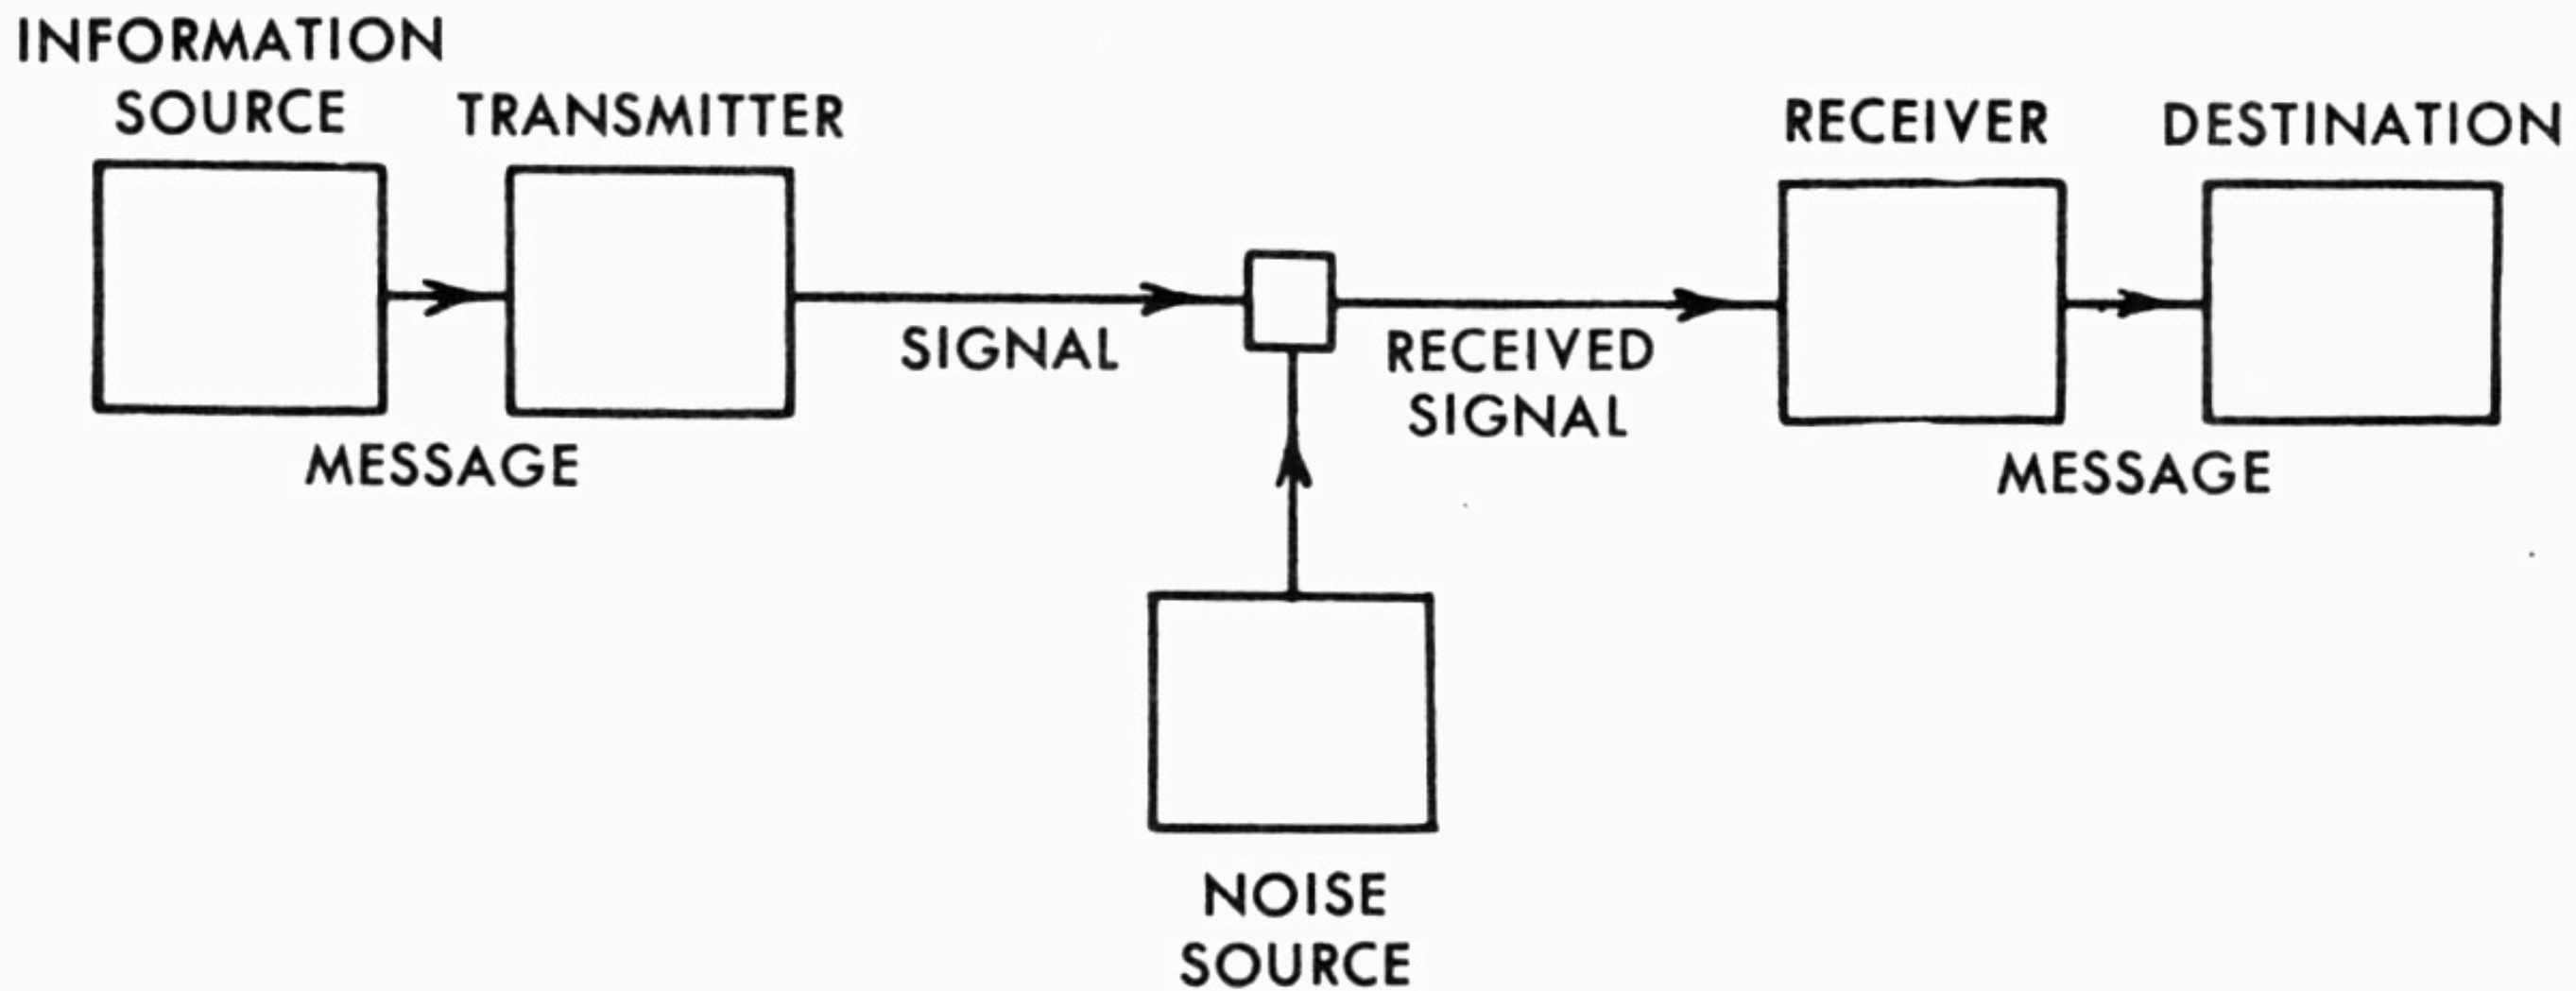 INFORMATION
SOURCE
TRANSMITTER
RECEIVER
DESTINATION
SIGNAL
RECEIVED
SIGNAL
MESSAGE
MESSAGE
NOISE
SOURCE